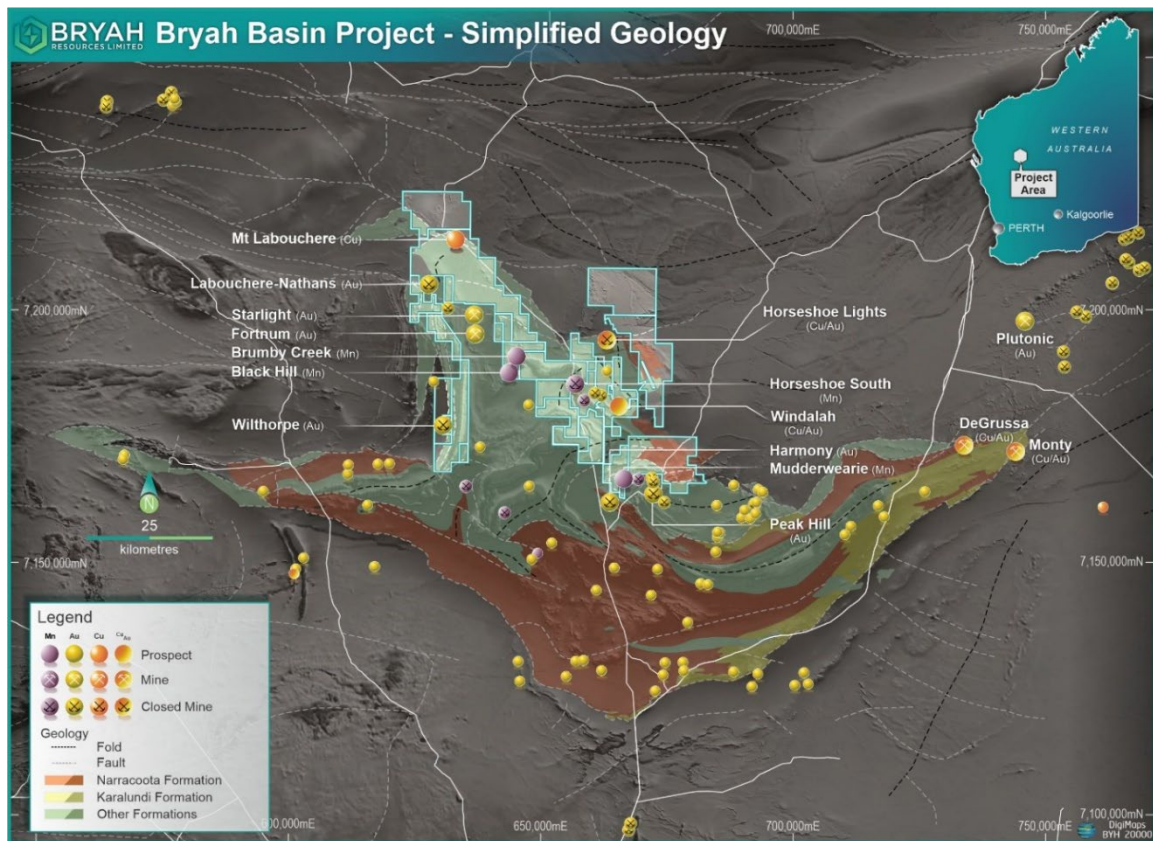 BRYAH
RESOURCES LIMITED
Bryah Basin Project - Simplified Geology
700,000mE
750,000mE
WESTERN
AUSTRALIA
Project
Area
Kalgoorlie
PERTH
Mt Labouchere (Cu)
Labouchere-Nathans (Au)
7,200,000mN
7,200,000mN
Starlight (Au)
Fortnum (Au)
Brumby Creek (Mn)
Black Hill (Mn)
Wilthorpe (Au)
Horseshoe Lights
(Cu/Au)
Plutonic
(Au)
Horseshoe South
(Mn)
Windalah
(Cu/Au)
Harmony (Au)
Mudderwearie (Mn)
DeGrussa
(Cu/Au)
Monty
(Cu/Au)
Peak Hill
(Au)
N
25
kilometres
7,150,000mN
7,150,000mN
Legend
Mn Au Cu Cu Au
Prospect
Mine
Closed Mine
Geology
Fold
Fault
Narracoota Formation
Karalundi Formation
Other Formations
600,000mE
650,000mE
700,000mE
750,000mE
7,100,000mN
DigiMaps
BYH 20000